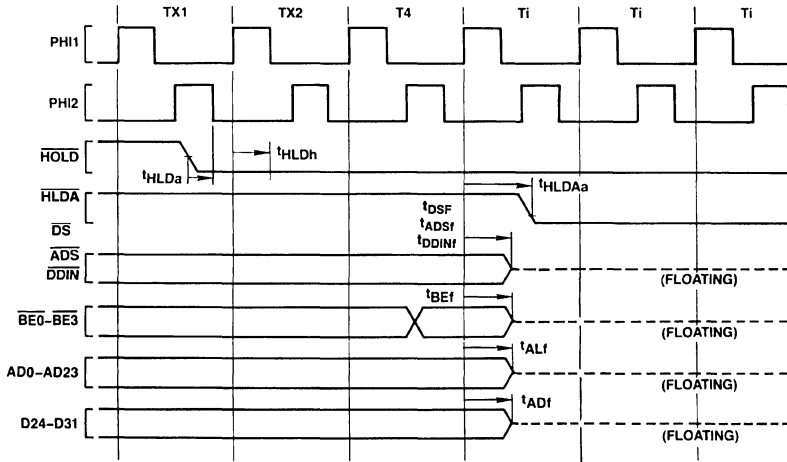 TX1 TX2 T4 Ti Ti Ti
PHI1
PHI2
HOLD
tHLDh
tHLDa
HLDA
tHLDAa
DS
tDSF
tADSf
tDDINf
ADS
DDIN
(FLOATING)
tBEf
BE0–BE3
(FLOATING)
tALf
AD0–AD23
(FLOATING)
tADf
D24–D31
(FLOATING)